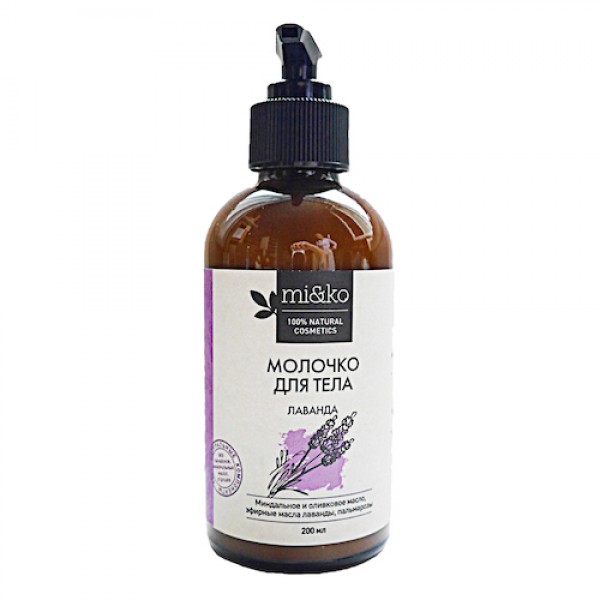 mi&ko
100% NATURAL
COSMETICS
МОЛОЧКО
ДЛЯ ТЕЛА
ЛАВАНДА
Миндальное и оливковое масло,
эфирные масла лаванды, пальмарозы
200 мл